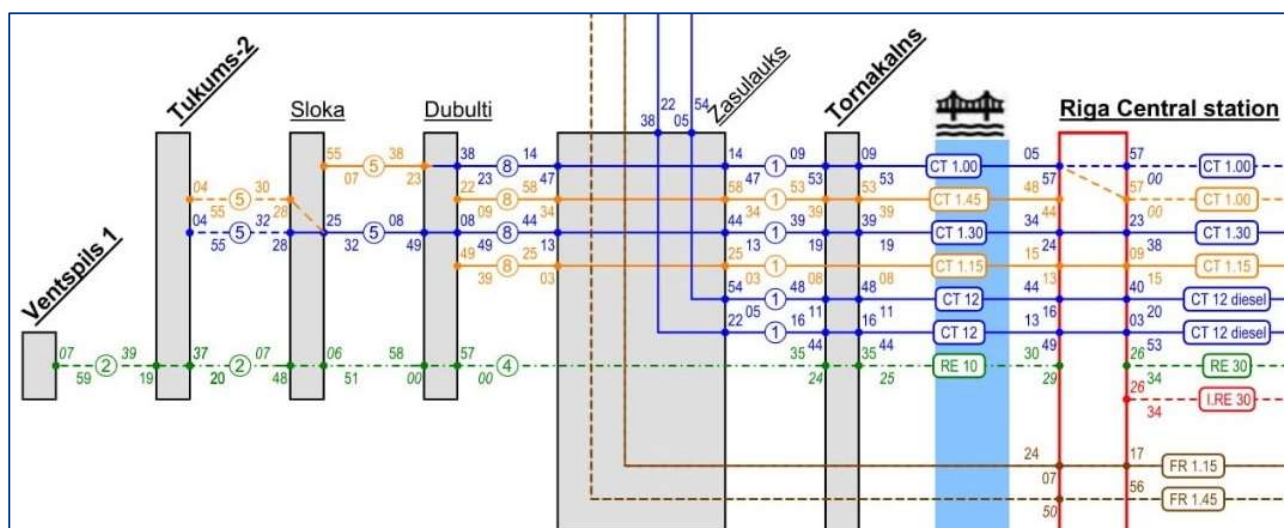 Ventspils 1
Tukums-2
Sloka
Dubulti
Zasulauks
Tornakalns
Riga Central station
22 54
38 05
55 38 38 14 14 09 09 05 57
5 8 1 CT 1.00 CT 1.00
07 23 23 47 47 53 53 57 00
04 30 22 58 58 53 53 48 57
5 8 1 CT 1.45 CT 1.00
55 28 09 34 34 39 39 44 00
04 32 25 08 08 44 44 39 39 34 23
5 5 8 1 CT 1.30 CT 1.30
55 28 32 49 49 13 13 19 19 24 38
49 25 25 15 09
8 1 CT 1.15 CT 1.15
39 03 03 08 08 13 15
54 48 48 44 40
1 CT 12 CT 12 diesel
05 11 11 16 20
22 16 16 13 03
1 CT 12 CT 12 diesel
44 44 49 53
07 39 37 07 06 58 57 35 35 30 26
2 2 4 RE 10 RE 30
59 19 20 48 51 00 00 24 25 29 34
26
I.RE 30
34
24 17
FR 1.15
07 56
FR 1.45
50